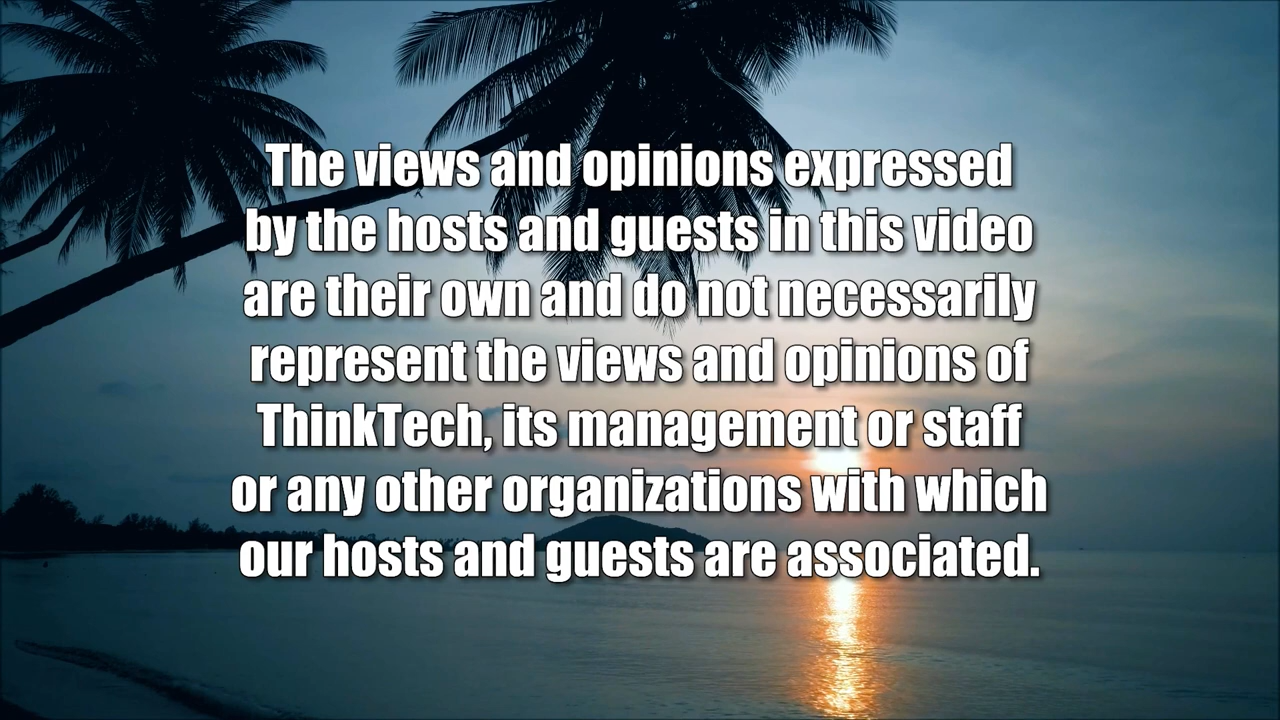 The views and opinions expressed
by the hosts and guests in this video
are their own and do not necessarily
represent the views and opinions of
ThinkTech, its management or staff
or any other organizations with which
our hosts and guests are associated.